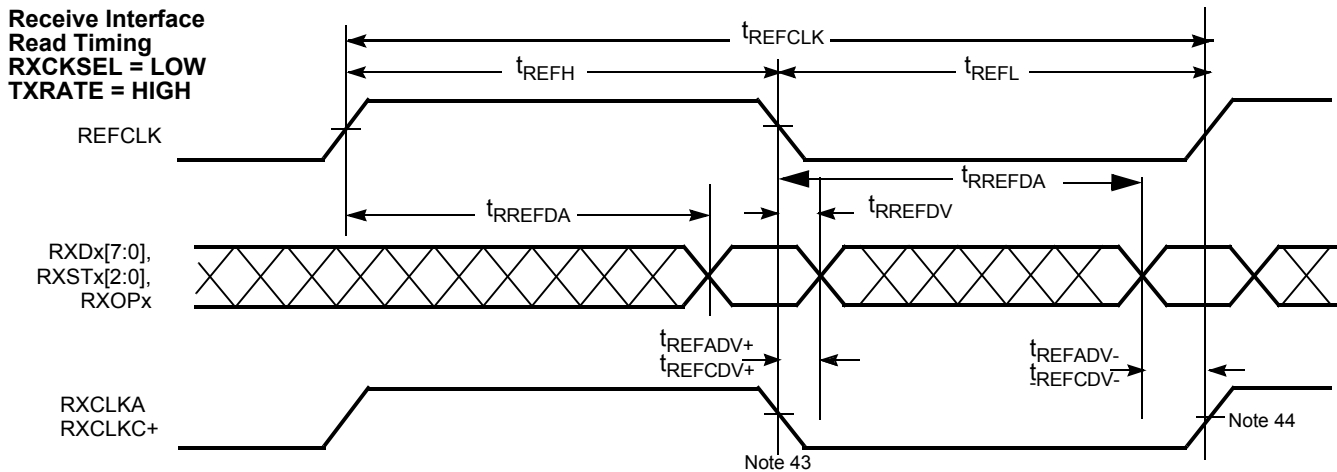 Receive Interface
Read Timing
RXCKSEL = LOW
TXRATE = HIGH
tREFCLK
tREFH
tREFL
REFCLK
tRREFDA
tRREFDA
tRREFDV
RXDx[7:0],
RXSTx[2:0],
RXOPx
tREFADV+
tREFCDV+
tREFADV-
tREFCDV-
RXCLKA
RXCLKC+
Note 43
Note 44